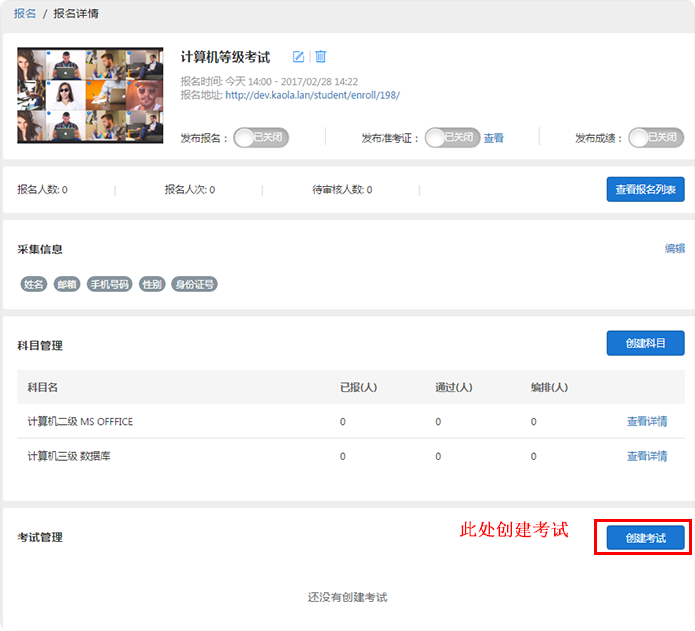 报名 / 报名详情
计算机等级考试
报名时间: 今天 14:00 - 2017/02/28 14:22
报名地址: http://dev.kaola.lan/student/enroll/198/
发布报名： 已关闭 发布准考证： 已关闭 查看 发布成绩： 已关闭
报名人数: 0 报名人次: 0 待审核人数: 0 查看报名列表
采集信息 编辑
姓名 邮箱 手机号码 性别 身份证号
科目管理 创建科目
科目名 已报(人) 通过(人) 编排(人)
计算机二级 MS OFFFICE 0 0 0 查看详情
计算机三级 数据库 0 0 0 查看详情
考试管理 此处创建考试 创建考试
还没有创建考试